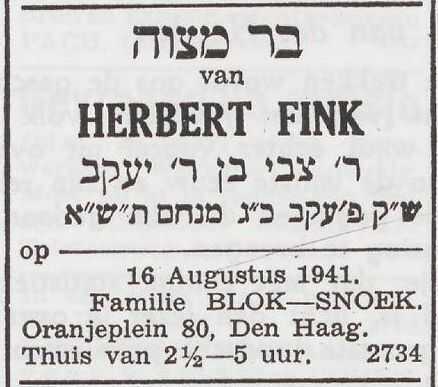 בר מצוה
van
HERBERT FINK
ר׳ צבי בן ר׳ יעקב
ש״ק פ׳עקב כ״ג מנחם ת״ש״א
op
16 Augustus 1941.
Familie BLOK—SNOEK.
Oranjeplein 80, Den Haag.
Thuis van 2½—5 uur. 2734